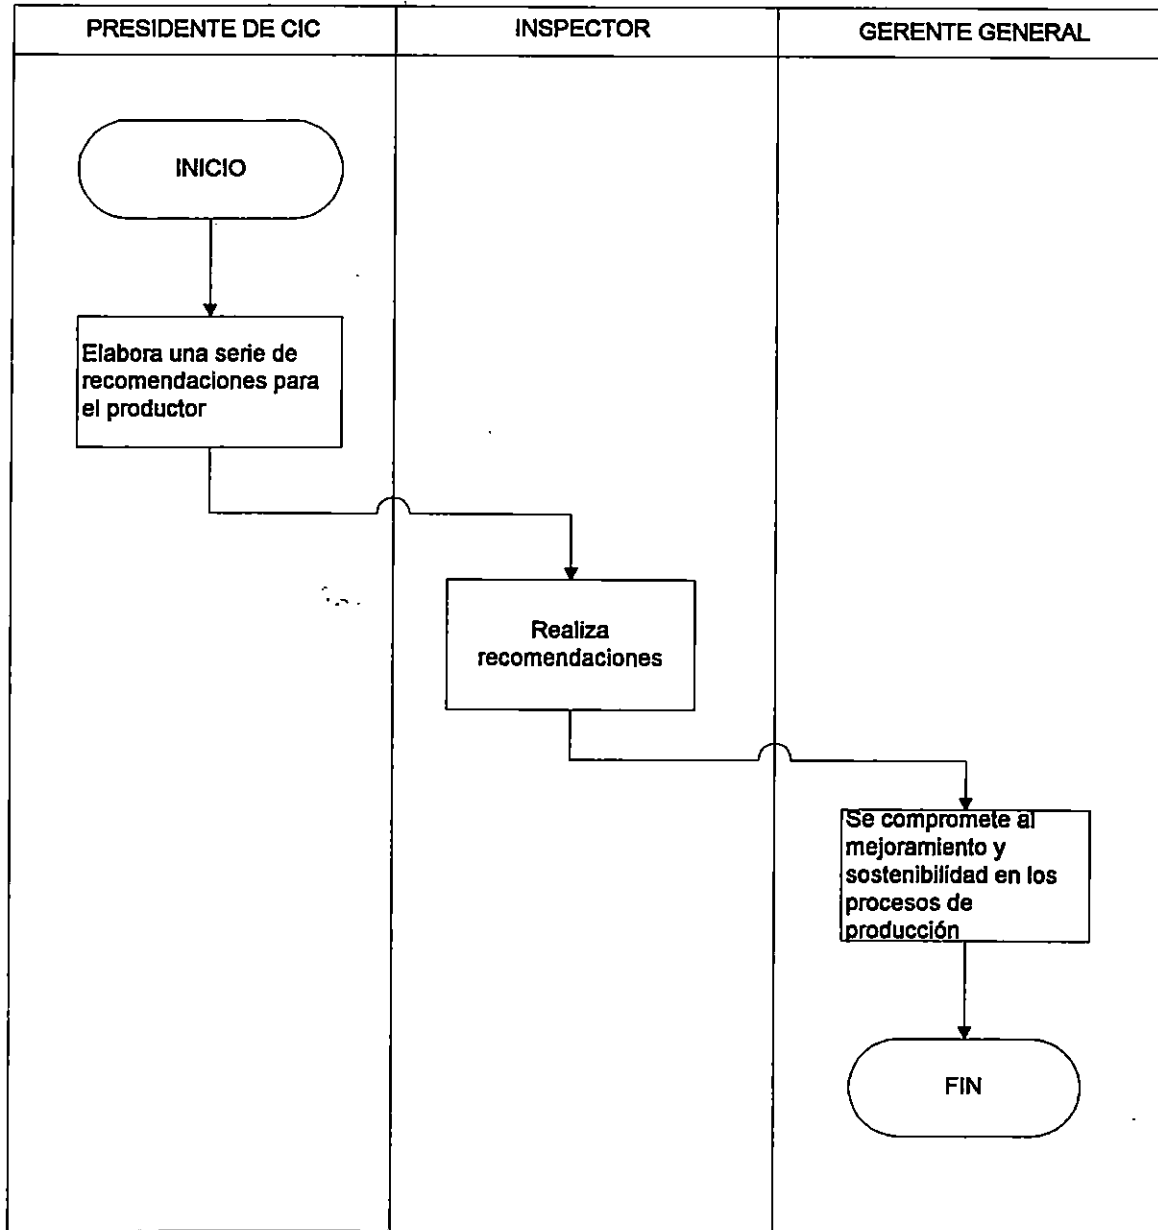 PRESIDENTE DE CIC
INSPECTOR
GERENTE GENERAL
INICIO
Elabora una serie de
recomendaciones para
el productor
Realiza
recomendaciones
Se compromete al
mejoramiento y
sostenibilidad en los
procesos de
producción
FIN